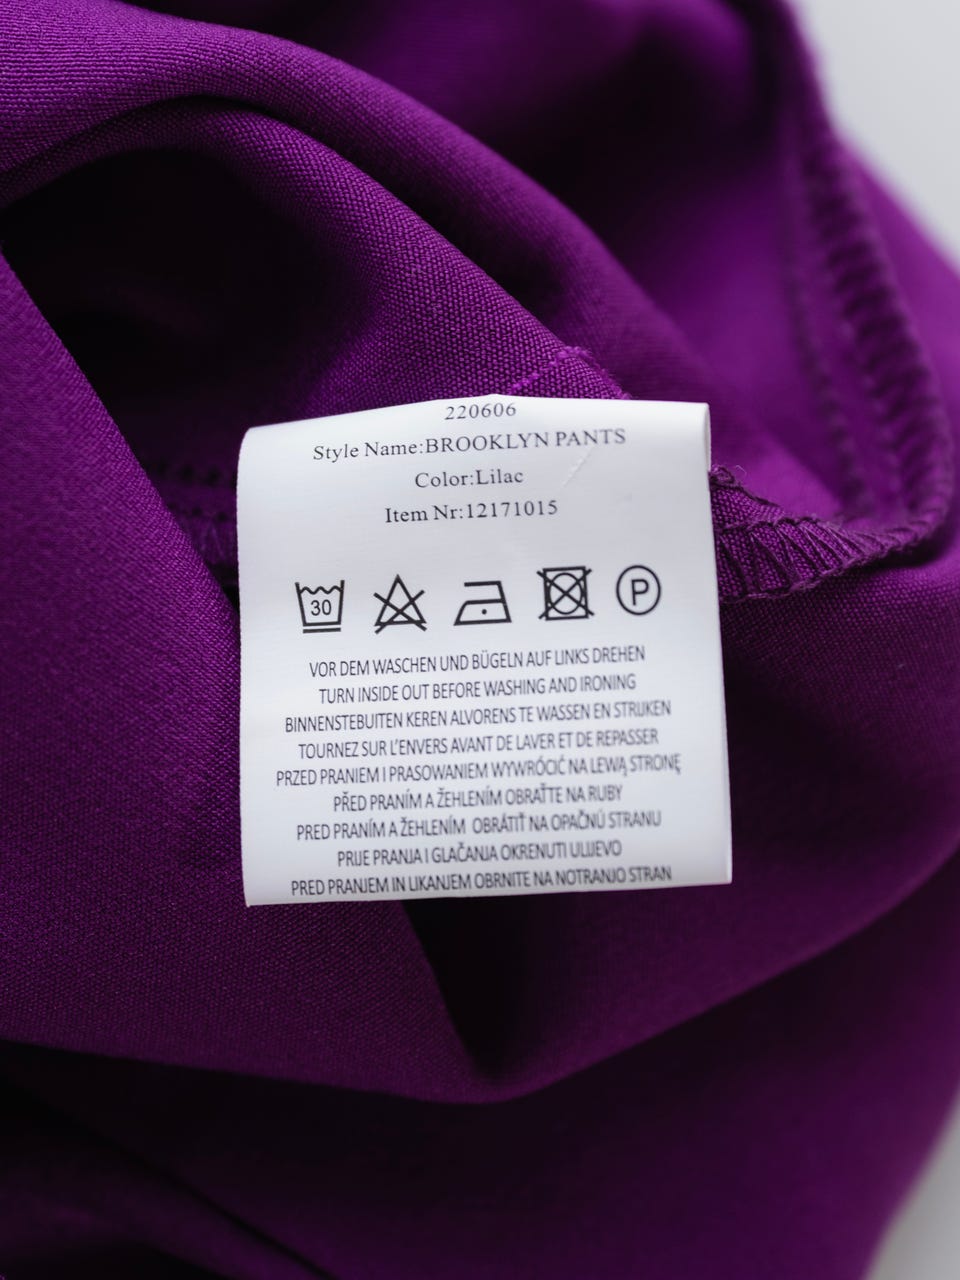 220606
Style Name:BROOKLYN PANTS
Color:Lilac
Item Nr:12171015
30
P
VOR DEM WASCHEN UND BÜGELN AUF LINKS DREHEN
TURN INSIDE OUT BEFORE WASHING AND IRONING
BINNENSTEBUITEN KEREN ALVORENS TE WASSEN EN STRIJKEN
TOURNEZ SUR L'ENVERS AVANT DE LAVER ET DE REPASSER
PRZED PRANIEM I PRASOWANIEM WYWRÓCIĆ NA LEWĄ STRONĘ
PŘED PRANÍM A ŽEHLENÍM OBRAŤTE NA RUBY
PRED PRANÍM A ŽEHLENÍM OBRÁTIŤ NA OPAČNÚ STRANU
PRIJE PRANJA I GLAČANJA OKRENUTI ULIJEVO
PRED PRANJEM IN LIKANJEM OBRNITE NA NOTRANJO STRAN